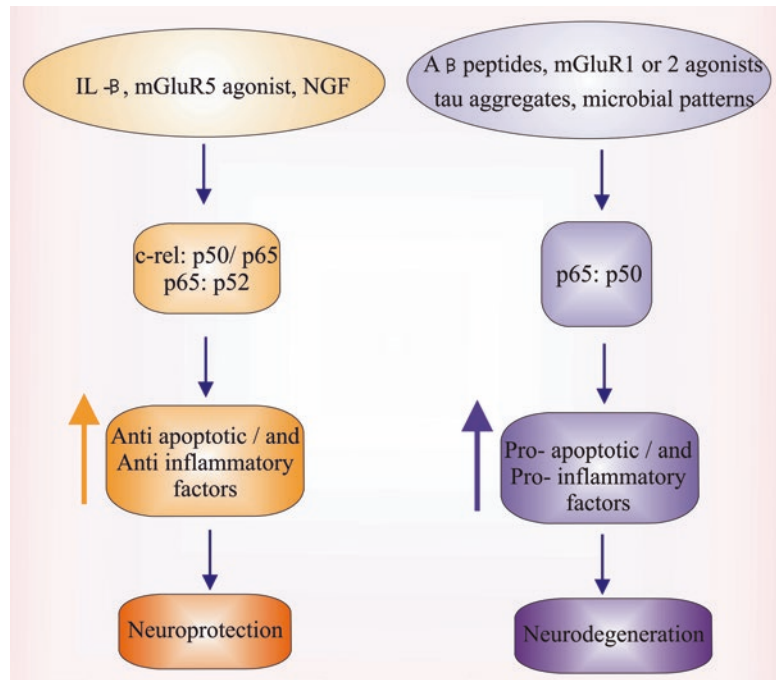 IL -β, mGluR5 agonist, NGF
c-rel: p50/ p65
p65: p52
Anti apoptotic / and
Anti inflammatory
factors
Neuroprotection
A β peptides, mGluR1 or 2 agonists
tau aggregates, microbial patterns
p65: p50
Pro- apoptotic / and
Pro- inflammatory
factors
Neurodegeneration